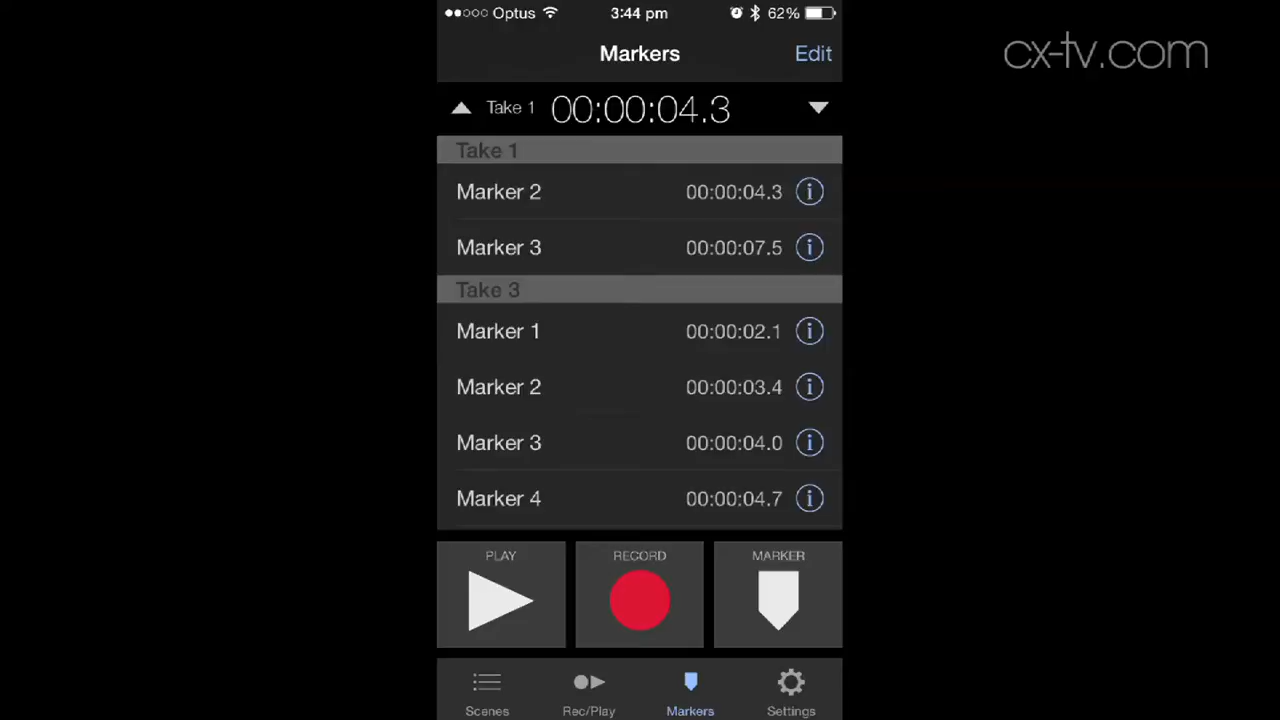 Optus 3:44 pm 62%
cx-tv.com
Markers Edit
Take 1 00:00:04.3
Take 1
Marker 2 00:00:04.3
Marker 3 00:00:07.5
Take 3
Marker 1 00:00:02.1
Marker 2 00:00:03.4
Marker 3 00:00:04.0
Marker 4 00:00:04.7
PLAY RECORD MARKER
Scenes Rec/Play Markers Settings